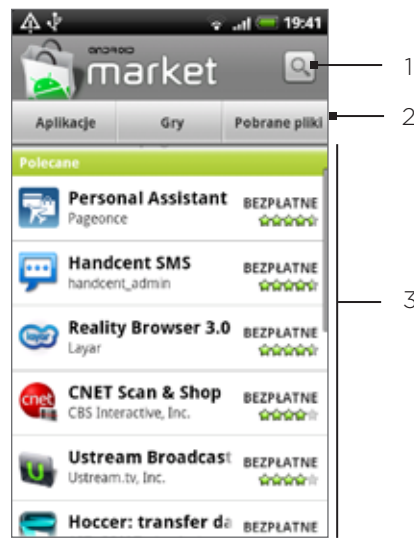 19:41
android
market
1
Aplikacje Gry Pobrane pliki
2
Polecane
Personal Assistant BEZPŁATNE
Pageonce
Handcent SMS BEZPŁATNE
handcent_admin
3
Reality Browser 3.0 BEZPŁATNE
layar
Layar
CNET Scan & Shop BEZPŁATNE
cnet
CBS Interactive, Inc.
Ustream Broadcast BEZPŁATNE
U
Ustream.tv, Inc.
Hoccer: transfer da BEZPŁATNE